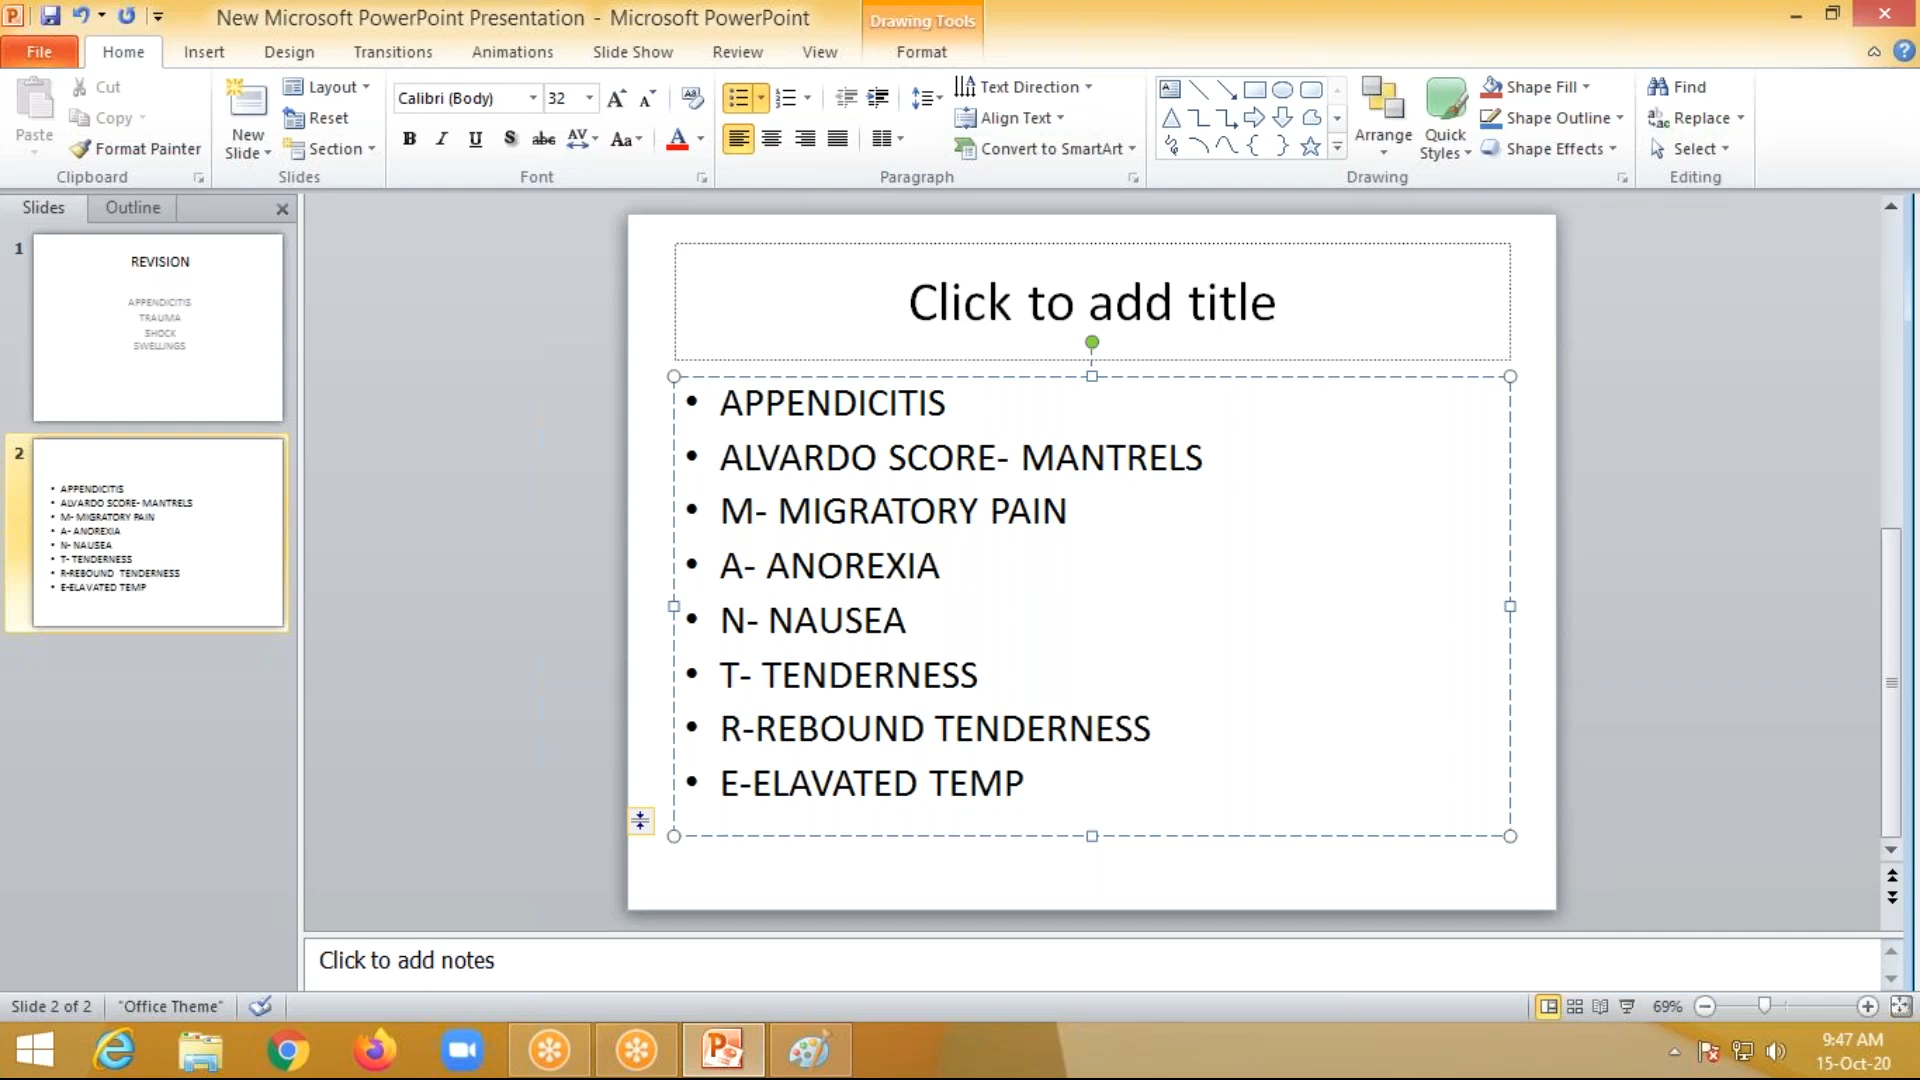 New Microsoft PowerPoint Presentation - Microsoft PowerPoint
Drawing Tools
File Home Insert Design Transitions Animations Slide Show Review View Format
Paste
Cut
Copy
Format Painter
Clipboard
New Slide
Layout
Reset
Section
Slides
Calibri (Body) 32
B I U S abc AV Aa A
Font
Text Direction
Align Text
Convert to SmartArt
Paragraph
Arrange
Quick Styles
Shape Fill
Shape Outline
Shape Effects
Drawing
Find
Replace
Select
Editing
Slides Outline
1
REVISION
APPENDICITIS
TRAUMA
SHOCK
SWELLINGS
2
• APPENDICITIS
• ALVARDO SCORE- MANTRELS
• M- MIGRATORY PAIN
• A- ANOREXIA
• N- NAUSEA
• T- TENDERNESS
• R-REBOUND TENDERNESS
• E-ELAVATED TEMP
Click to add title
• APPENDICITIS
• ALVARDO SCORE- MANTRELS
• M- MIGRATORY PAIN
• A- ANOREXIA
• N- NAUSEA
• T- TENDERNESS
• R-REBOUND TENDERNESS
• E-ELAVATED TEMP
Click to add notes
Slide 2 of 2 "Office Theme" 69%
9:47 AM
15-Oct-20